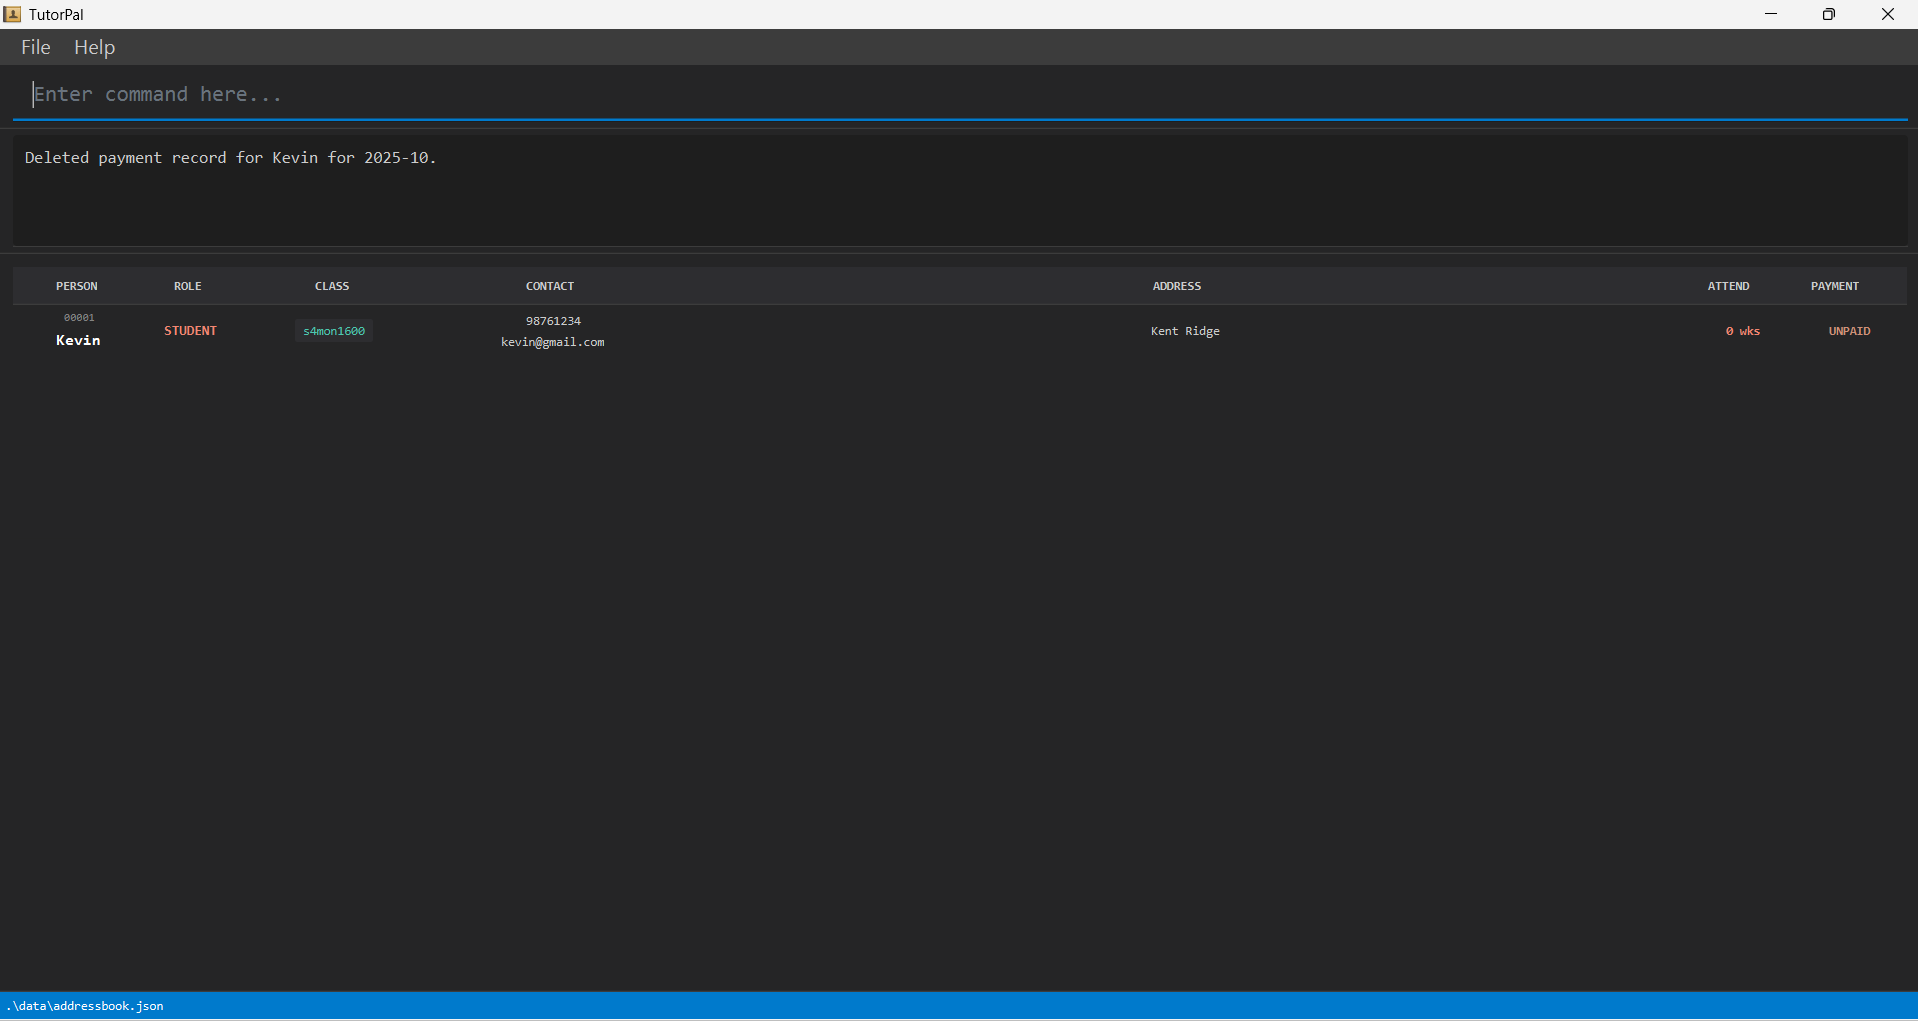 TutorPal
File Help
Enter command here...
Deleted payment record for Kevin for 2025-10.
PERSON ROLE CLASS CONTACT ADDRESS ATTEND PAYMENT
00001
Kevin
STUDENT
s4mon1600
98761234
kevin@gmail.com
Kent Ridge
0 wks
UNPAID
.\data\addressbook.json